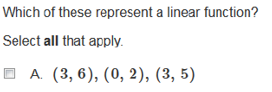 Which of these represent a linear function?
Select all that apply.
A. (3, 6), (0, 2), (3, 5)